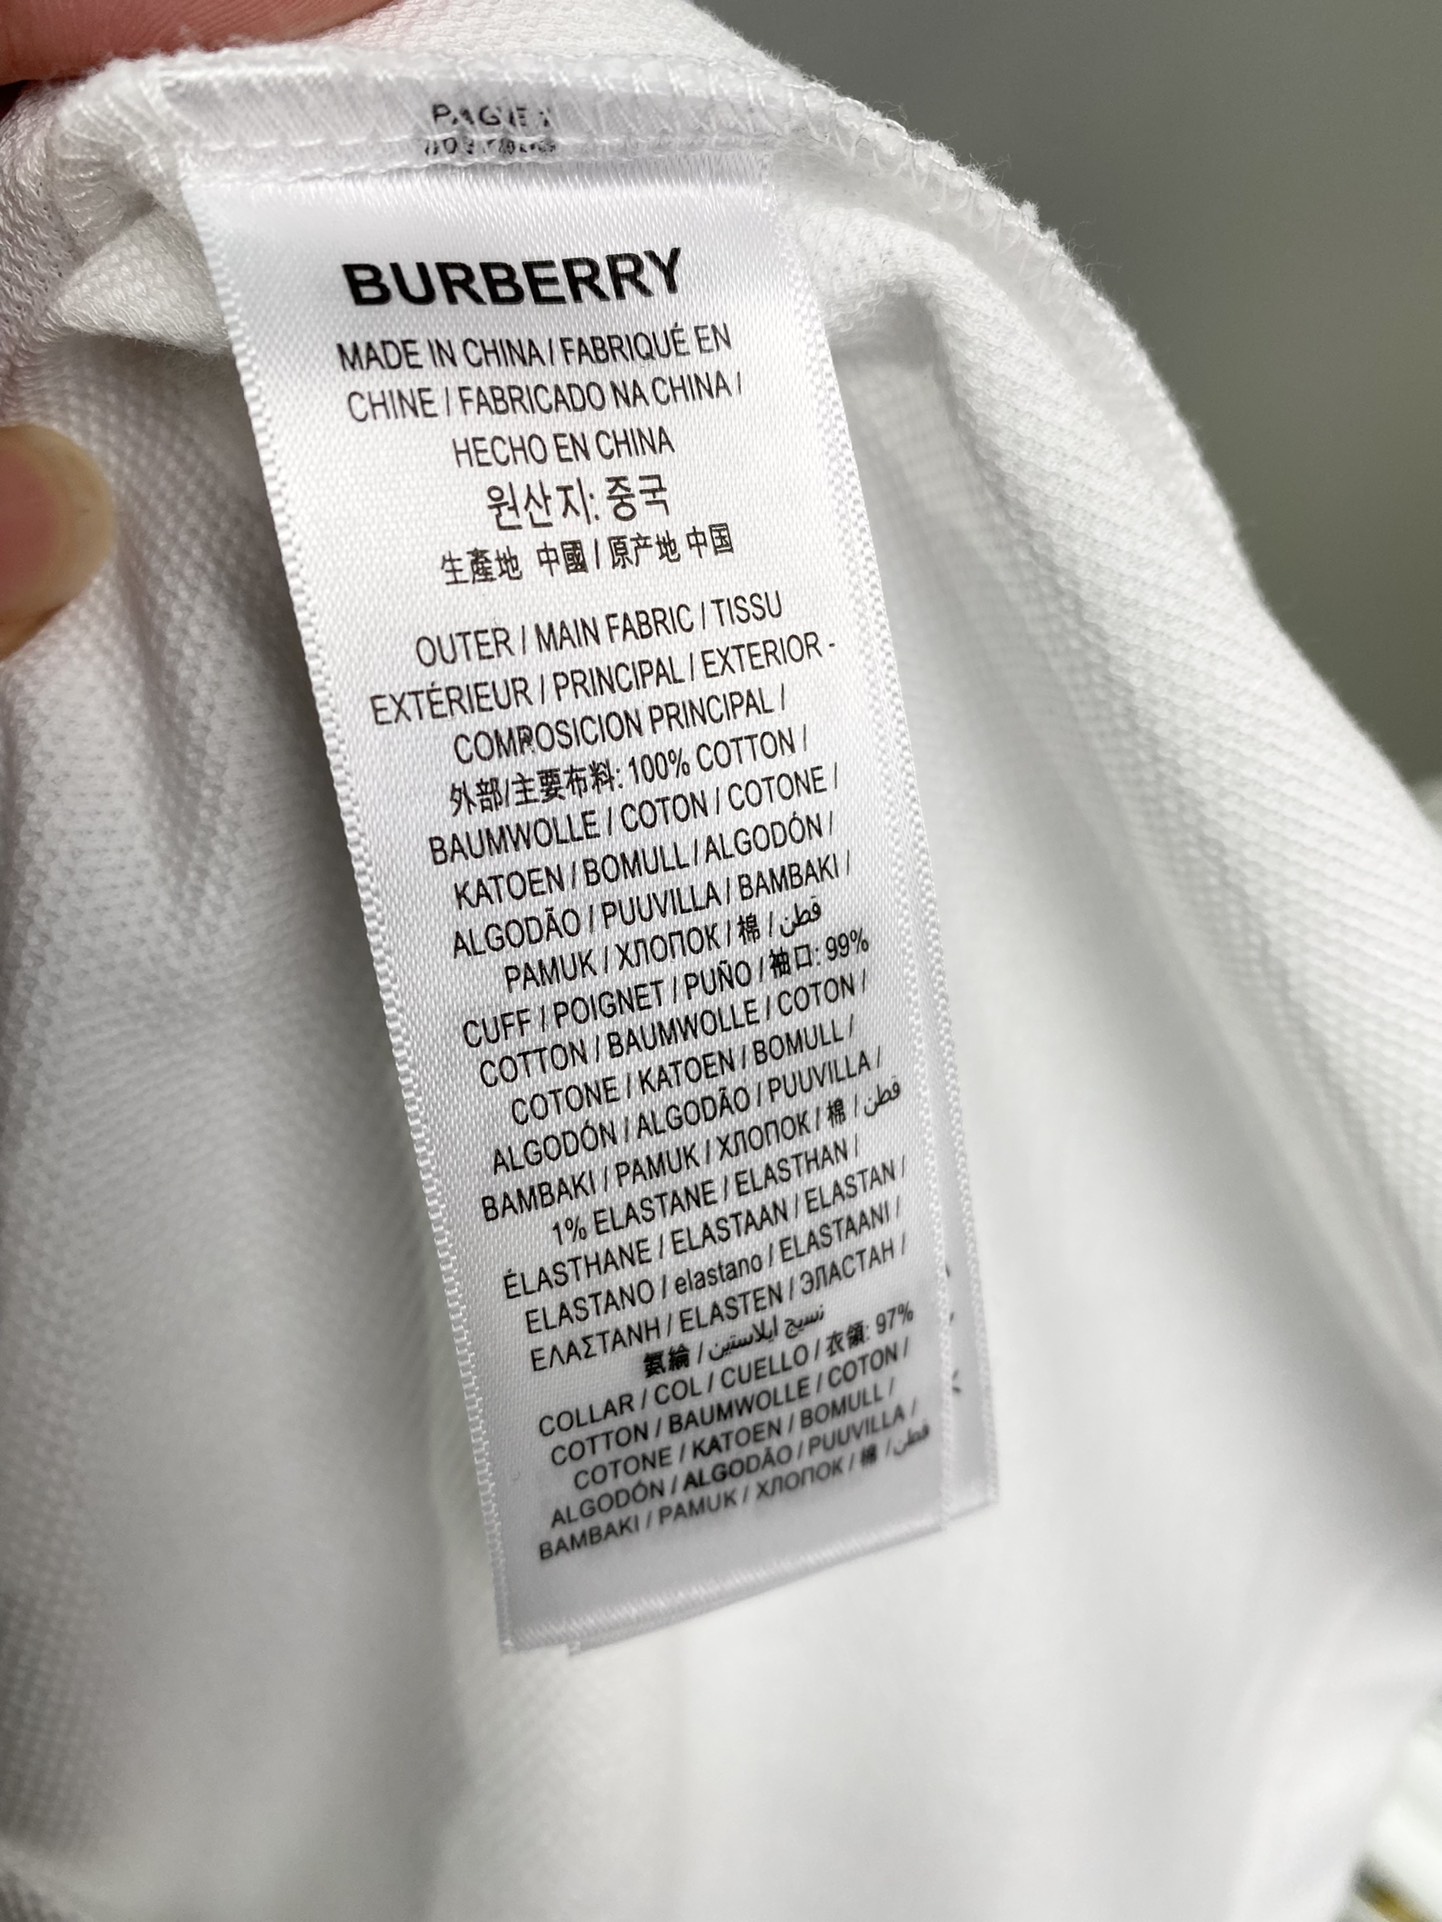 BURBERRY
MADE IN CHINA / FABRIQUÉ EN
CHINE / FABRICADO NA CHINA /
HECHO EN CHINA
원산지: 중국
生產地 中國 / 原产地 中国
OUTER / MAIN FABRIC / TISSU
EXTÉRIEUR / PRINCIPAL / EXTERIOR -
COMPOSICION PRINCIPAL /
外部/主要布料: 100% COTTON /
BAUMWOLLE / COTON / COTONE /
KATOEN / BOMULL / ALGODÓN /
ALGODÃO / PUUVILLA / BAMBAKI /
PAMUK / ХЛОПОК / 棉 / قطن
CUFF / POIGNET / PUÑO / 袖口: 99%
COTTON / BAUMWOLLE / COTON /
COTONE / KATOEN / BOMULL /
ALGODÓN / ALGODÃO / PUUVILLA /
BAMBAKI / PAMUK / ХЛОПОК / 棉 / قطن
1% ELASTANE / ELASTHAN /
ÉLASTHANE / ELASTAAN / ELASTAN /
ELASTANO / elastano / ELASTAANI /
ΕΛΑΣΤΑΝΗ / ELASTEN / ЭЛАСТАН /
氨綸 / نسيج ايلاستين
COLLAR / COL / CUELLO / 衣領: 97%
COTTON / BAUMWOLLE / COTON /
COTONE / KATOEN / BOMULL /
ALGODÓN / ALGODÃO / PUUVILLA /
BAMBAKI / PAMUK / ХЛОПОК / 棉 / قطن